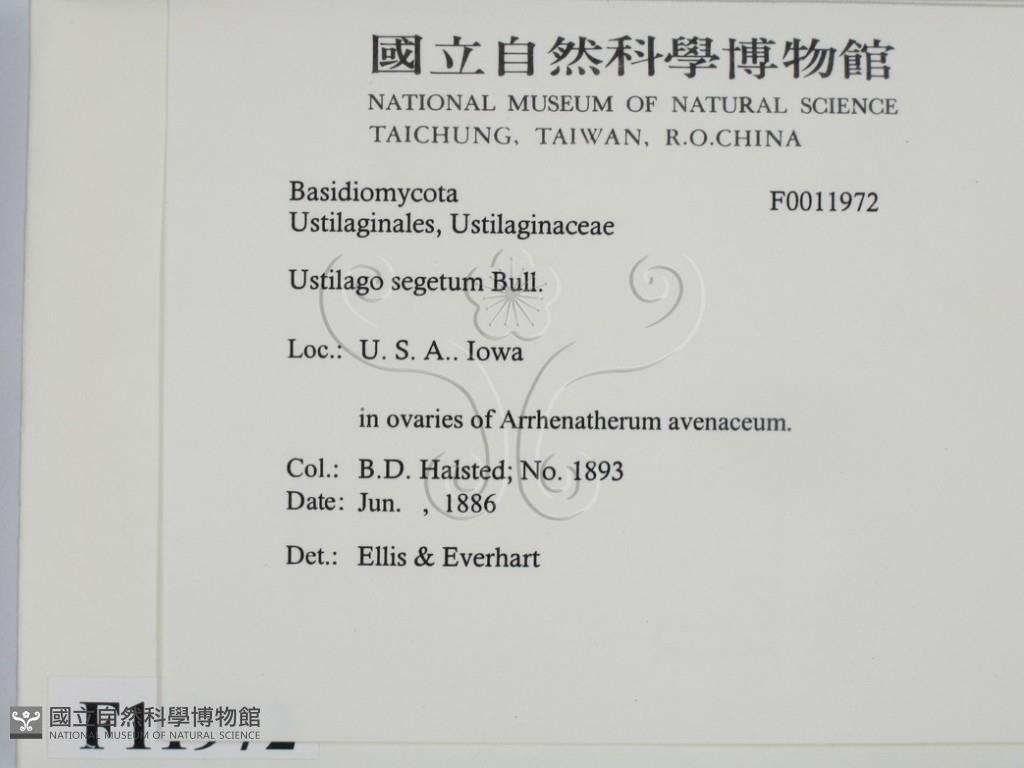 國立自然科學博物館
NATIONAL MUSEUM OF NATURAL SCIENCE
TAICHUNG, TAIWAN, R.O.CHINA
Basidiomycota F0011972
Ustilaginales, Ustilaginaceae
Ustilago segetum Bull.
Loc.: U. S. A.. Iowa
in ovaries of Arrhenatherum avenaceum.
Col.: B.D. Halsted; No. 1893
Date: Jun. , 1886
Det.: Ellis & Everhart
F11972
國立自然科學博物館
NATIONAL MUSEUM OF NATURAL SCIENCE